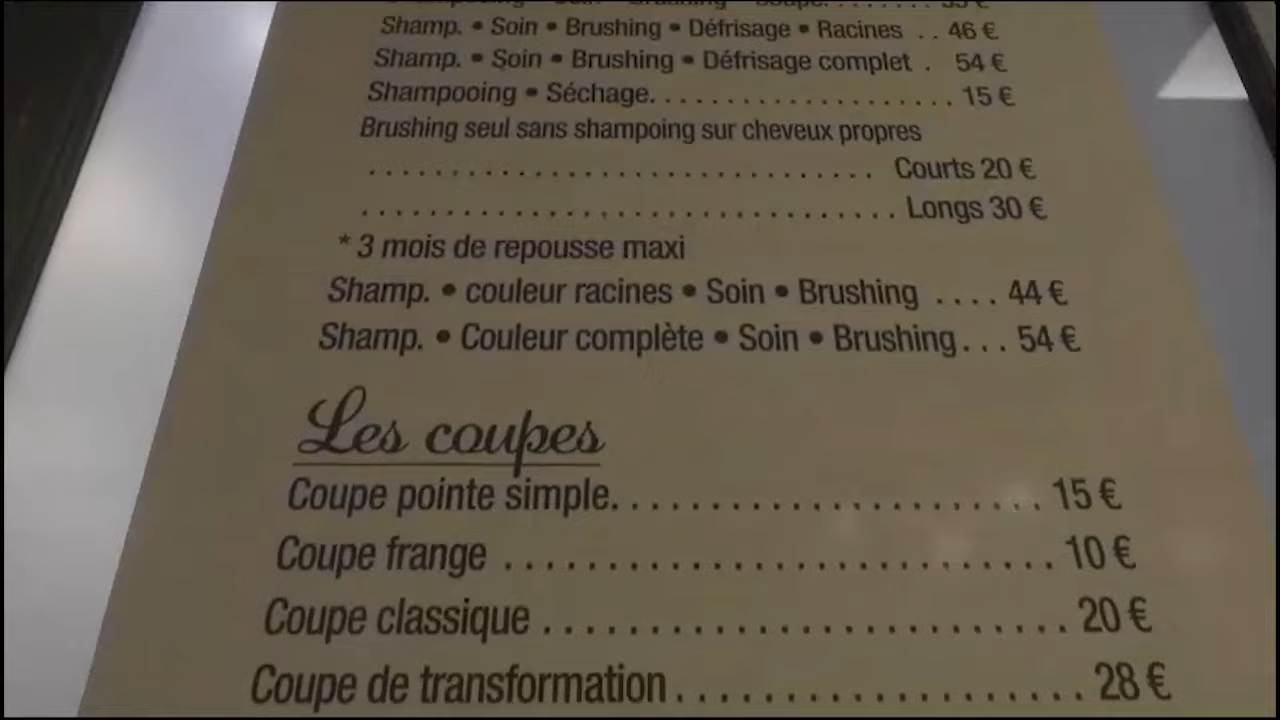 Shamp. • Soin • Brushing • Défrisage • Racines .. 46 €
Shamp. • Soin • Brushing • Défrisage complet . 54 €
Shampooing • Séchage. . . . . . . . . . . . . . . . . . . . 15 €
Brushing seul sans shampoing sur cheveux propres
. . . . . . . . . . . . . . . . . . . . . . . . . . . . . . . Courts 20 €
. . . . . . . . . . . . . . . . . . . . . . . . . . . . . . . . Longs 30 €
* 3 mois de repousse maxi
Shamp. • couleur racines • Soin • Brushing .... 44 €
Shamp. • Couleur complète • Soin • Brushing... 54 €
Les coupes
Coupe pointe simple. . . . . . . . . . . . . . . . . . . . . 15 €
Coupe frange . . . . . . . . . . . . . . . . . . . . . . . . . . 10 €
Coupe classique . . . . . . . . . . . . . . . . . . . . . . . . 20 €
Coupe de transformation . . . . . . . . . . . . . . . . . . 28 €